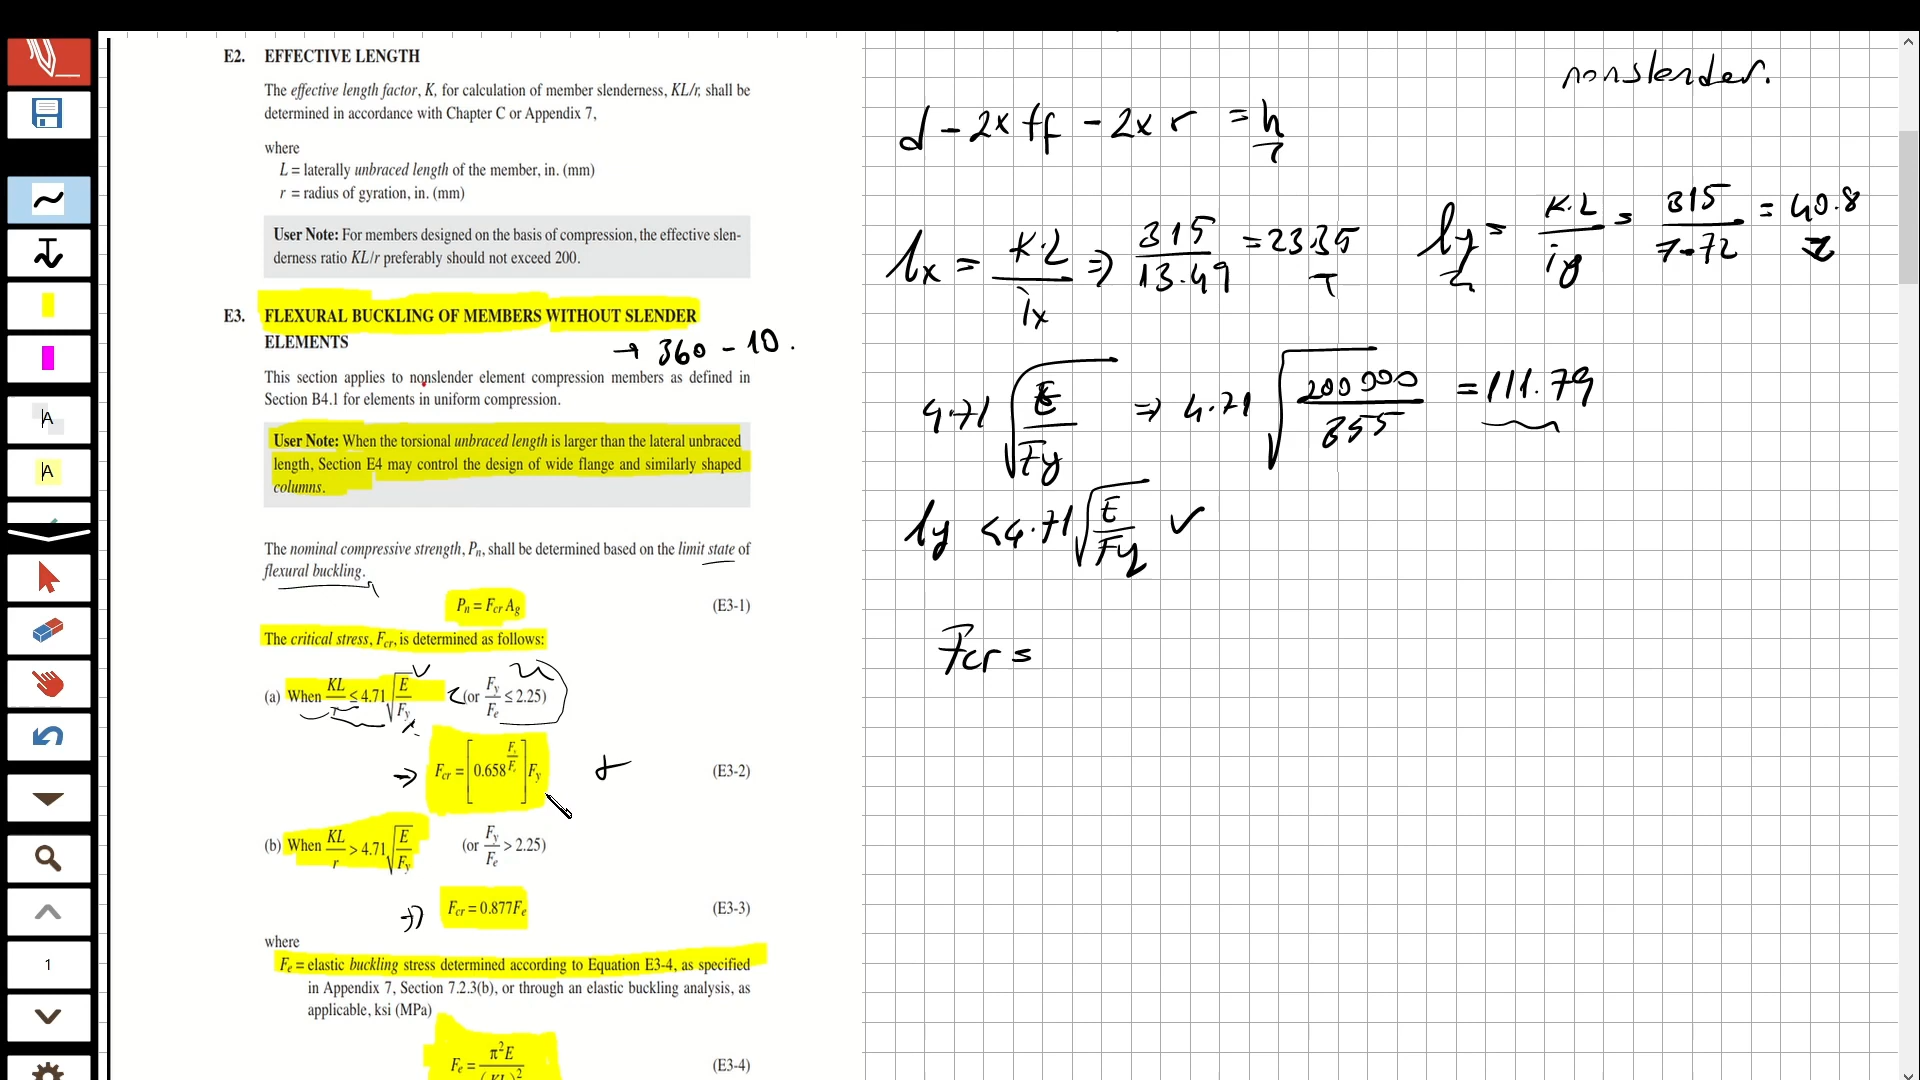 E2. EFFECTIVE LENGTH
The effective length factor, K, for calculation of member slenderness, KL/r, shall be
determined in accordance with Chapter C or Appendix 7,
where
L = laterally unbraced length of the member, in. (mm)
r = radius of gyration, in. (mm)
User Note: For members designed on the basis of compression, the effective slen-
derness ratio KL/r preferably should not exceed 200.
E3. FLEXURAL BUCKLING OF MEMBERS WITHOUT SLENDER
ELEMENTS
→ 360 - 10.
This section applies to nonslender element compression members as defined in
Section B4.1 for elements in uniform compression.
User Note: When the torsional unbraced length is larger than the lateral unbraced
length, Section E4 may control the design of wide flange and similarly shaped
columns.
The nominal compressive strength, Pn, shall be determined based on the limit state of
flexural buckling.
Pn = Fcr Ag (E3-1)
The critical stress, Fcr, is determined as follows:
(a) When KL/r ≤ 4.71 √(E/Fy) (or Fy/Fe ≤ 2.25)
⇒ Fcr = [0.658^(Fy/Fe)] Fy (E3-2)
(b) When KL/r > 4.71 √(E/Fy) (or Fy/Fe > 2.25)
⇒ Fcr = 0.877Fe (E3-3)
where
Fe = elastic buckling stress determined according to Equation E3-4, as specified
in Appendix 7, Section 7.2.3(b), or through an elastic buckling analysis, as
applicable, ksi (MPa)
Fe = π²E / (KL)² (E3-4)
nonslender.
d - 2x tf - 2x r = h
λx = K.L/ix ⇒ 315/13.49 = 23.35
λy = K.L/iy = 315/7.72 = 40.8
4.71 √(E/Fy) ⇒ 4.71 √(200000/355) = 111.79
λy < 4.71 √(E/Fy) ✓
Fcr =
A
A
1